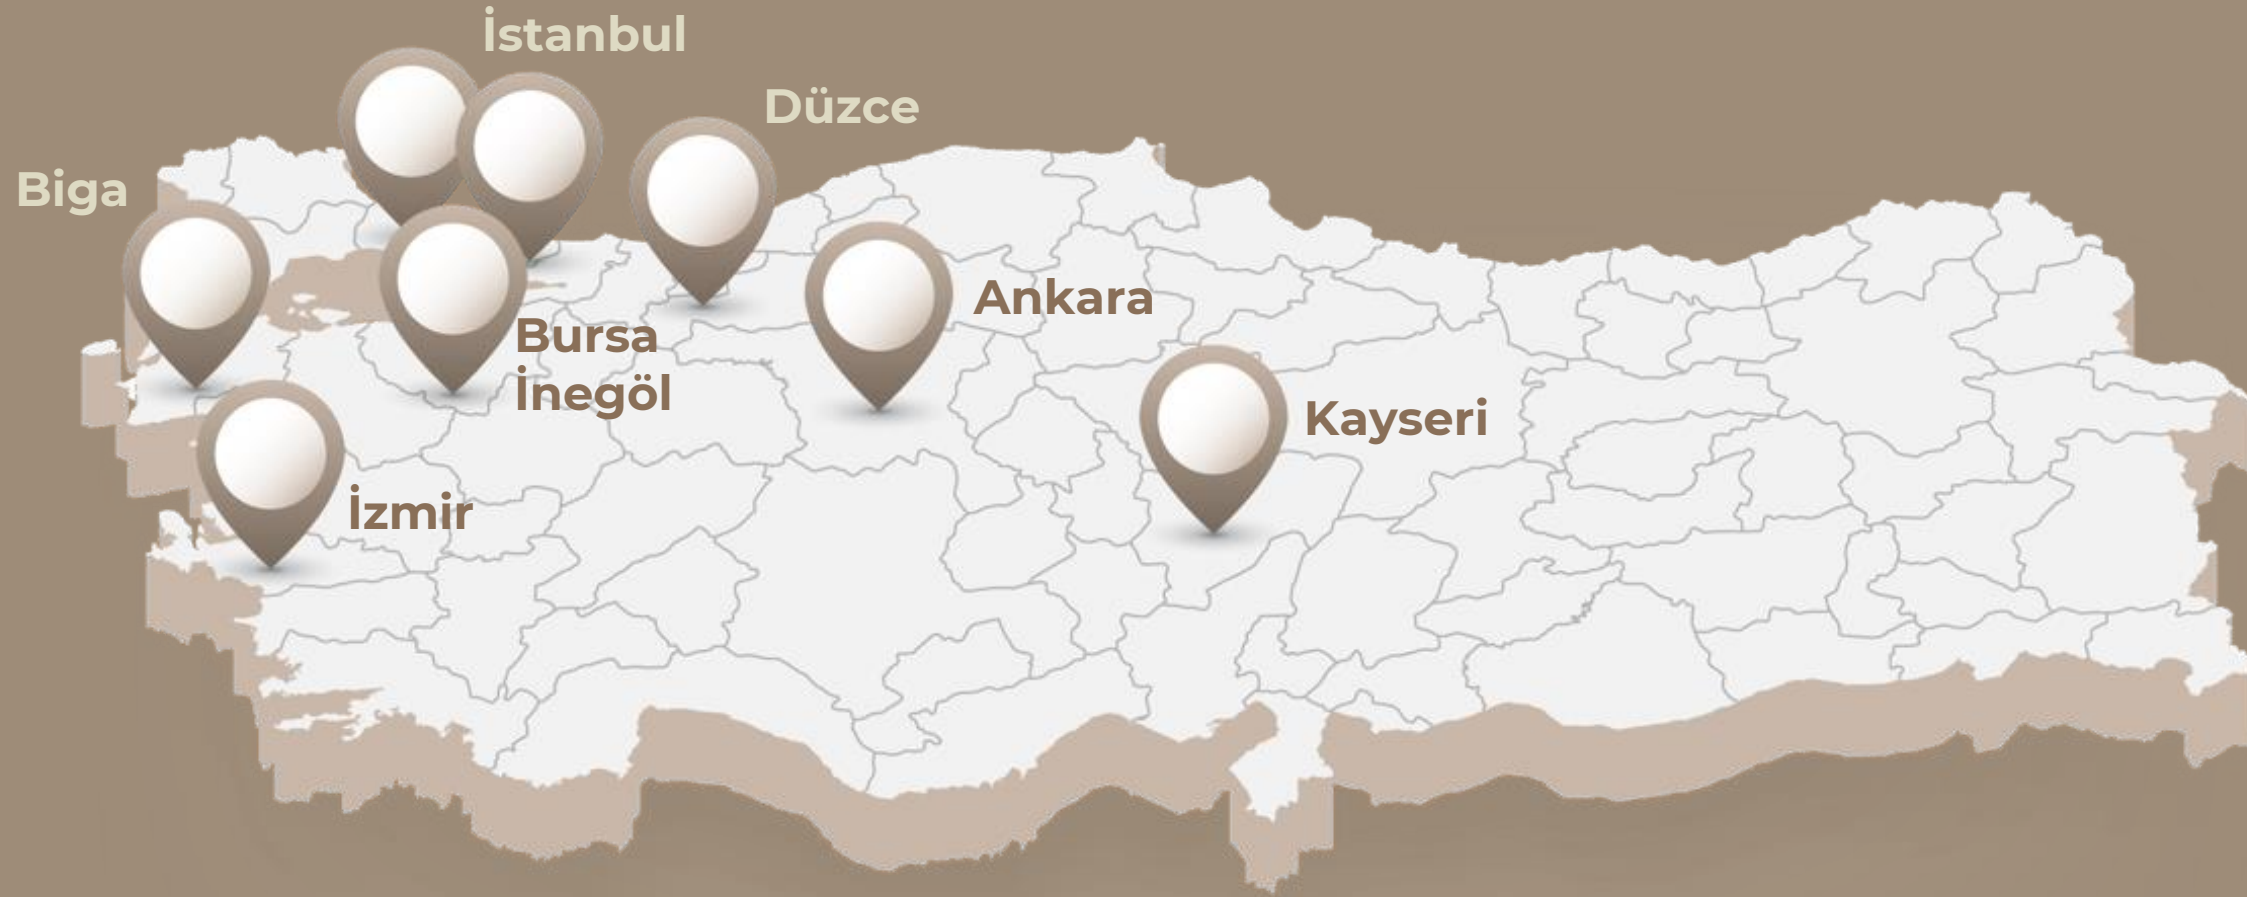 İstanbul
Düzce
Biga
Ankara
Bursa
İnegöl
Kayseri
İzmir